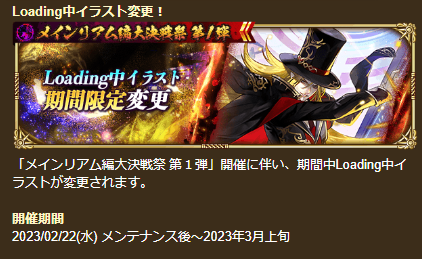 Loading中イラスト変更！
メインリアム編大決戦祭 第1弾
Loading中イラスト
期間限定変更
「メインリアム編大決戦祭 第１弾」開催に伴い、期間中Loading中イ
ラストが変更されます。
開催期間
2023/02/22(水) メンテナンス後～2023年3月上旬